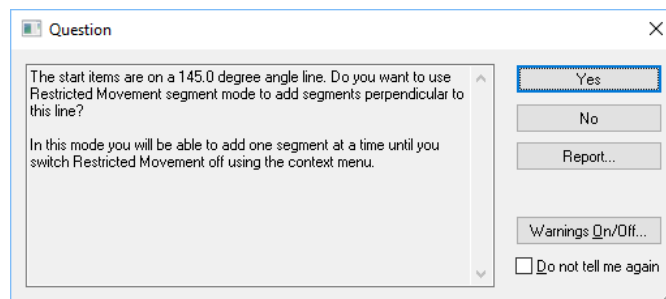 Question
The start items are on a 145.0 degree angle line. Do you want to use
Restricted Movement segment mode to add segments perpendicular to
this line?
In this mode you will be able to add one segment at a time until you
switch Restricted Movement off using the context menu.
Yes
No
Report...
Warnings On/Off...
Do not tell me again